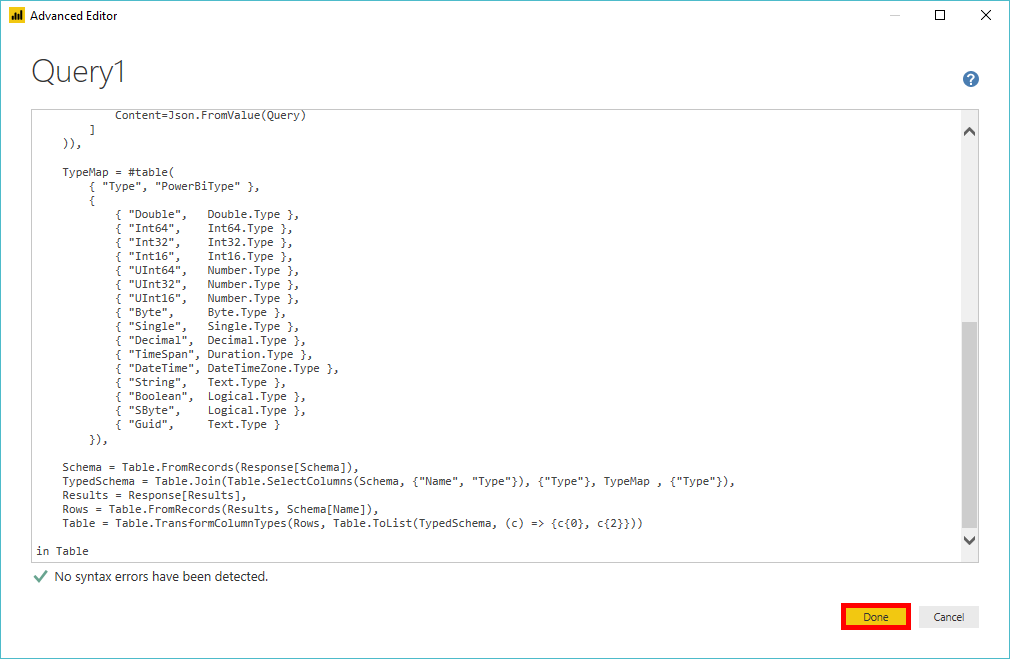 Advanced Editor
Query1
?
Content=Json.FromValue(Query)
]
)),
TypeMap = #table(
{ "Type", "PowerBiType" },
{
{ "Double",   Double.Type },
{ "Int64",    Int64.Type },
{ "Int32",    Int32.Type },
{ "Int16",    Int16.Type },
{ "UInt64",   Number.Type },
{ "UInt32",   Number.Type },
{ "UInt16",   Number.Type },
{ "Byte",     Byte.Type },
{ "Single",   Single.Type },
{ "Decimal",  Decimal.Type },
{ "TimeSpan", Duration.Type },
{ "DateTime", DateTimeZone.Type },
{ "String",   Text.Type },
{ "Boolean",  Logical.Type },
{ "SByte",    Logical.Type },
{ "Guid",     Text.Type }
}),
Schema = Table.FromRecords(Response[Schema]),
TypedSchema = Table.Join(Table.SelectColumns(Schema, {"Name", "Type"}), {"Type"}, TypeMap , {"Type"}),
Results = Response[Results],
Rows = Table.FromRecords(Results, Schema[Name]),
Table = Table.TransformColumnTypes(Rows, Table.ToList(TypedSchema, (c) => {c{0}, c{2}}))
in Table
No syntax errors have been detected.
Done
Cancel